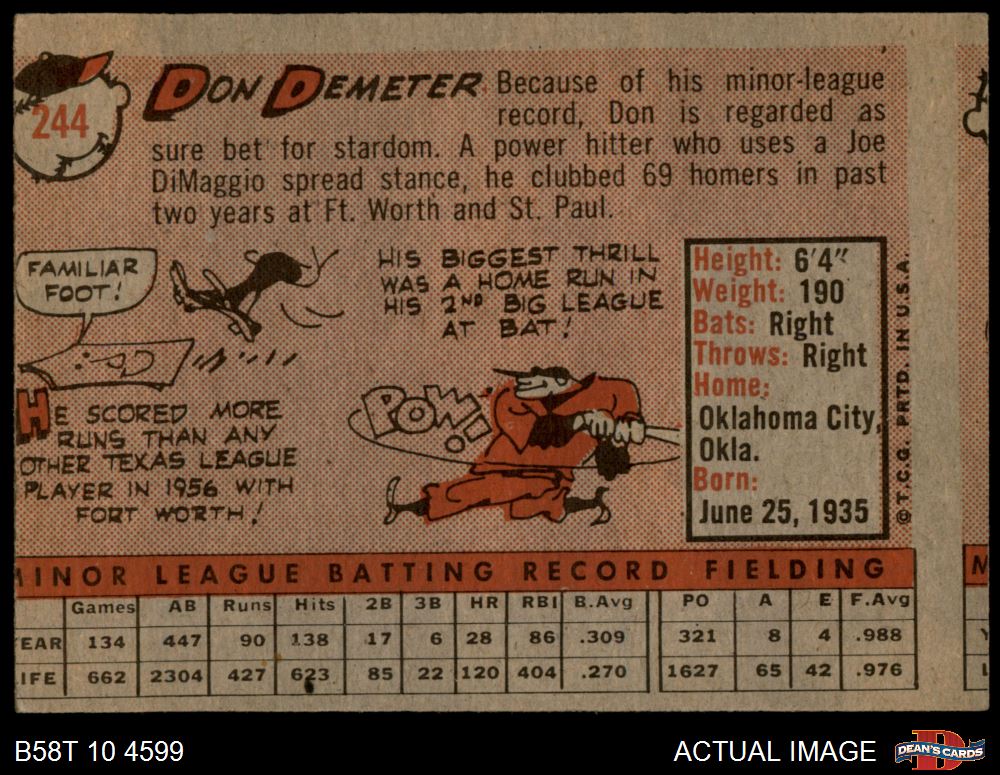 244
DON DEMETER Because of his minor-league
record, Don is regarded as
sure bet for stardom. A power hitter who uses a Joe
DiMaggio spread stance, he clubbed 69 homers in past
two years at Ft. Worth and St. Paul.
FAMILIAR
FOOT!
HE SCORED MORE
RUNS THAN ANY
OTHER TEXAS LEAGUE
PLAYER IN 1956 WITH
FORT WORTH!
HIS BIGGEST THRILL
WAS A HOME RUN IN
HIS 2ND BIG LEAGUE
AT BAT!
POW!
Height: 6'4"
Weight: 190
Bats: Right
Throws: Right
Home:
Oklahoma City,
Okla.
Born:
June 25, 1935
© T.C.G. PRTD. IN U.S.A.
INOR LEAGUE BATTING RECORD FIELDING M
Games AB Runs Hits 2B 3B HR RBI B.Avg PO A E F.Avg
EAR 134 447 90 138 17 6 28 86 .309 321 8 4 .988 Y
IFE 662 2304 427 623 85 22 120 404 .270 1627 65 42 .976 L
B58T 10 4599
ACTUAL IMAGE
D
DEAN'S CARDS